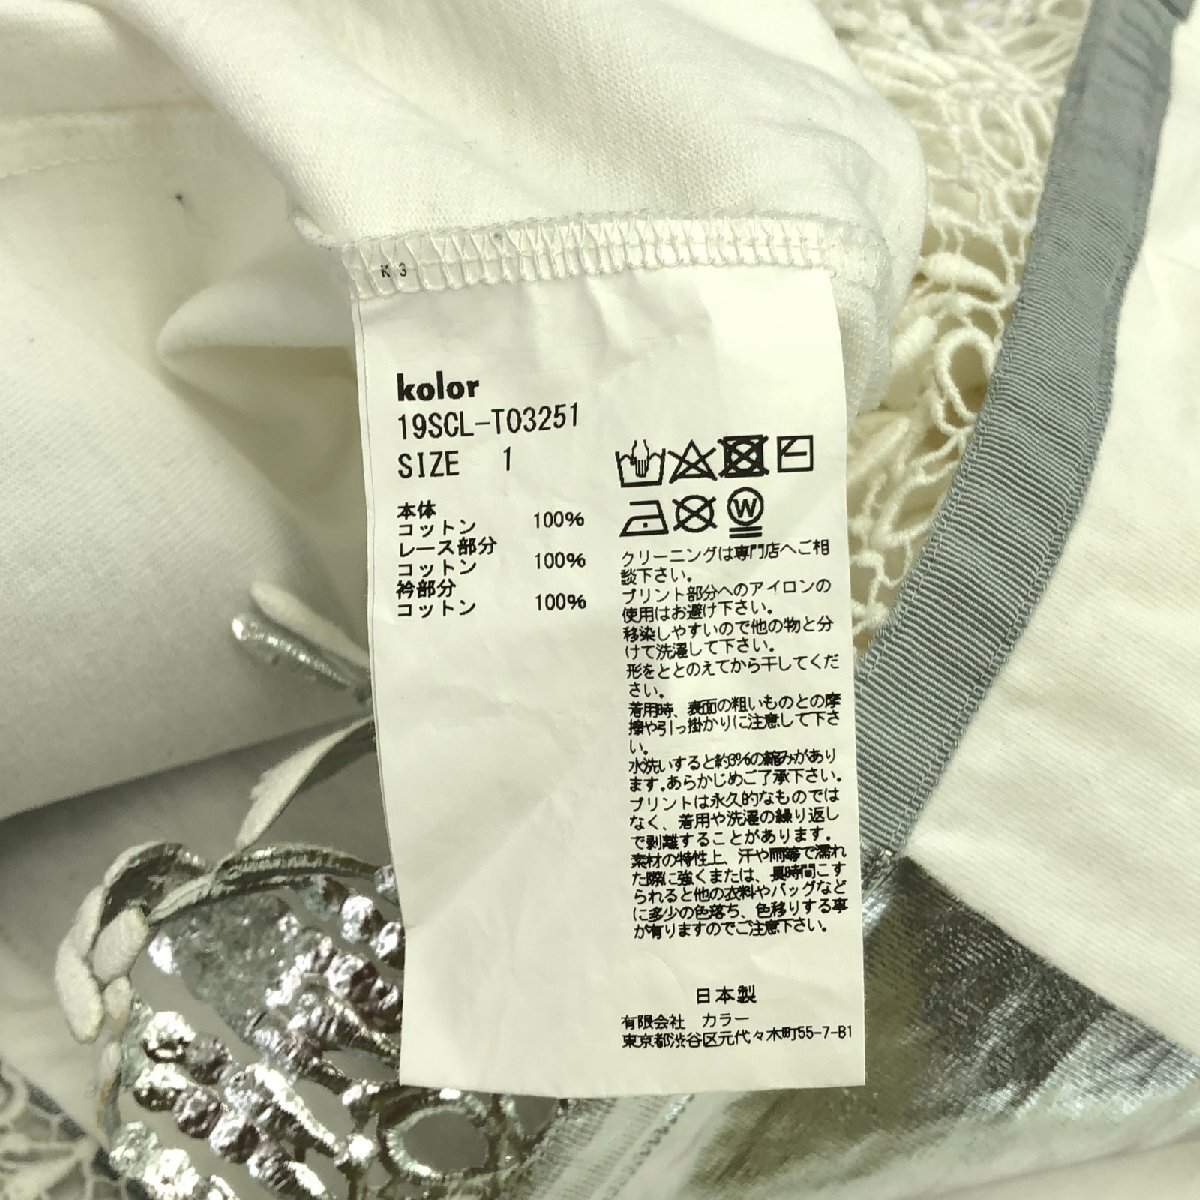 K 3
kolor
19SCL-T03251
SIZE 1
本体
コットン 100%
レース部分
コットン 100%
衿部分
コットン 100%
W
クリーニングは専門店へご相
談下さい。
プリント部分へのアイロンの
使用はお避け下さい。
移染しやすいので他の物と分
けて洗濯して下さい。
形をととのえてから干してくだ
さい。
着用時、表面の粗いものとの摩
擦や引っ掛かりに注意して下さ
い。
水洗いすると約3%の縮みがあり
ます。あらかじめご了承下さい。
プリントは永久的なものでは
なく、着用や洗濯の繰り返し
で剥離することがあります。
素材の特性上、汗や雨等で濡れ
た際に強くまたは、長時間こす
られると他の衣料やバッグなど
に多少の色落ち、色移りする事
が有りますのでご注意下さい。
日本製
有限会社 カラー
東京都渋谷区元代々木町55-7-B1